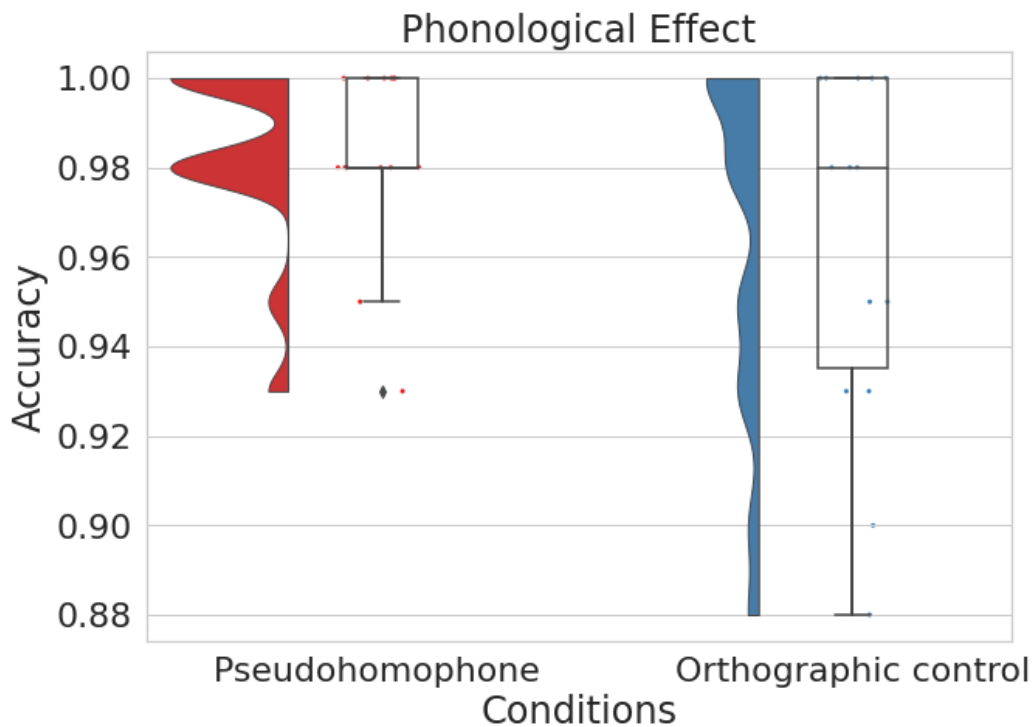 Phonological Effect
1.00
0.98
0.96
0.94
0.92
0.90
0.88
Accuracy
Pseudohomophone
Orthographic control
Conditions